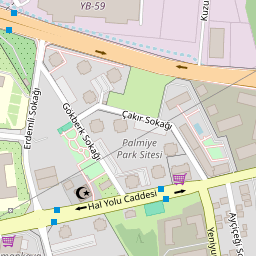 YB-59
Kuzu
Erdemli Sokağı
Gökberk Sokağı
Çakır Sokağı
Palmiye
Park Sitesi
Hal Yolu Caddesi
Yeniyu
Ayçiçeği S